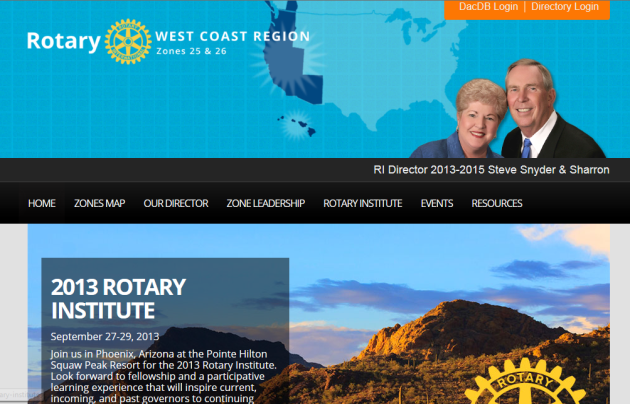 DacDB Login | Directory Login
Rotary WEST COAST REGION
Zones 25 & 26
RI Director 2013-2015 Steve Snyder & Sharron
HOME ZONES MAP OUR DIRECTOR ZONE LEADERSHIP ROTARY INSTITUTE EVENTS RESOURCES
2013 ROTARY
INSTITUTE
September 27-29, 2013
Join us in Phoenix, Arizona at the Pointe Hilton
Squaw Peak Resort for the 2013 Rotary Institute.
Look forward to fellowship and a participative
learning experience that will inspire current,
incoming, and past governors to continuing
ROTARY